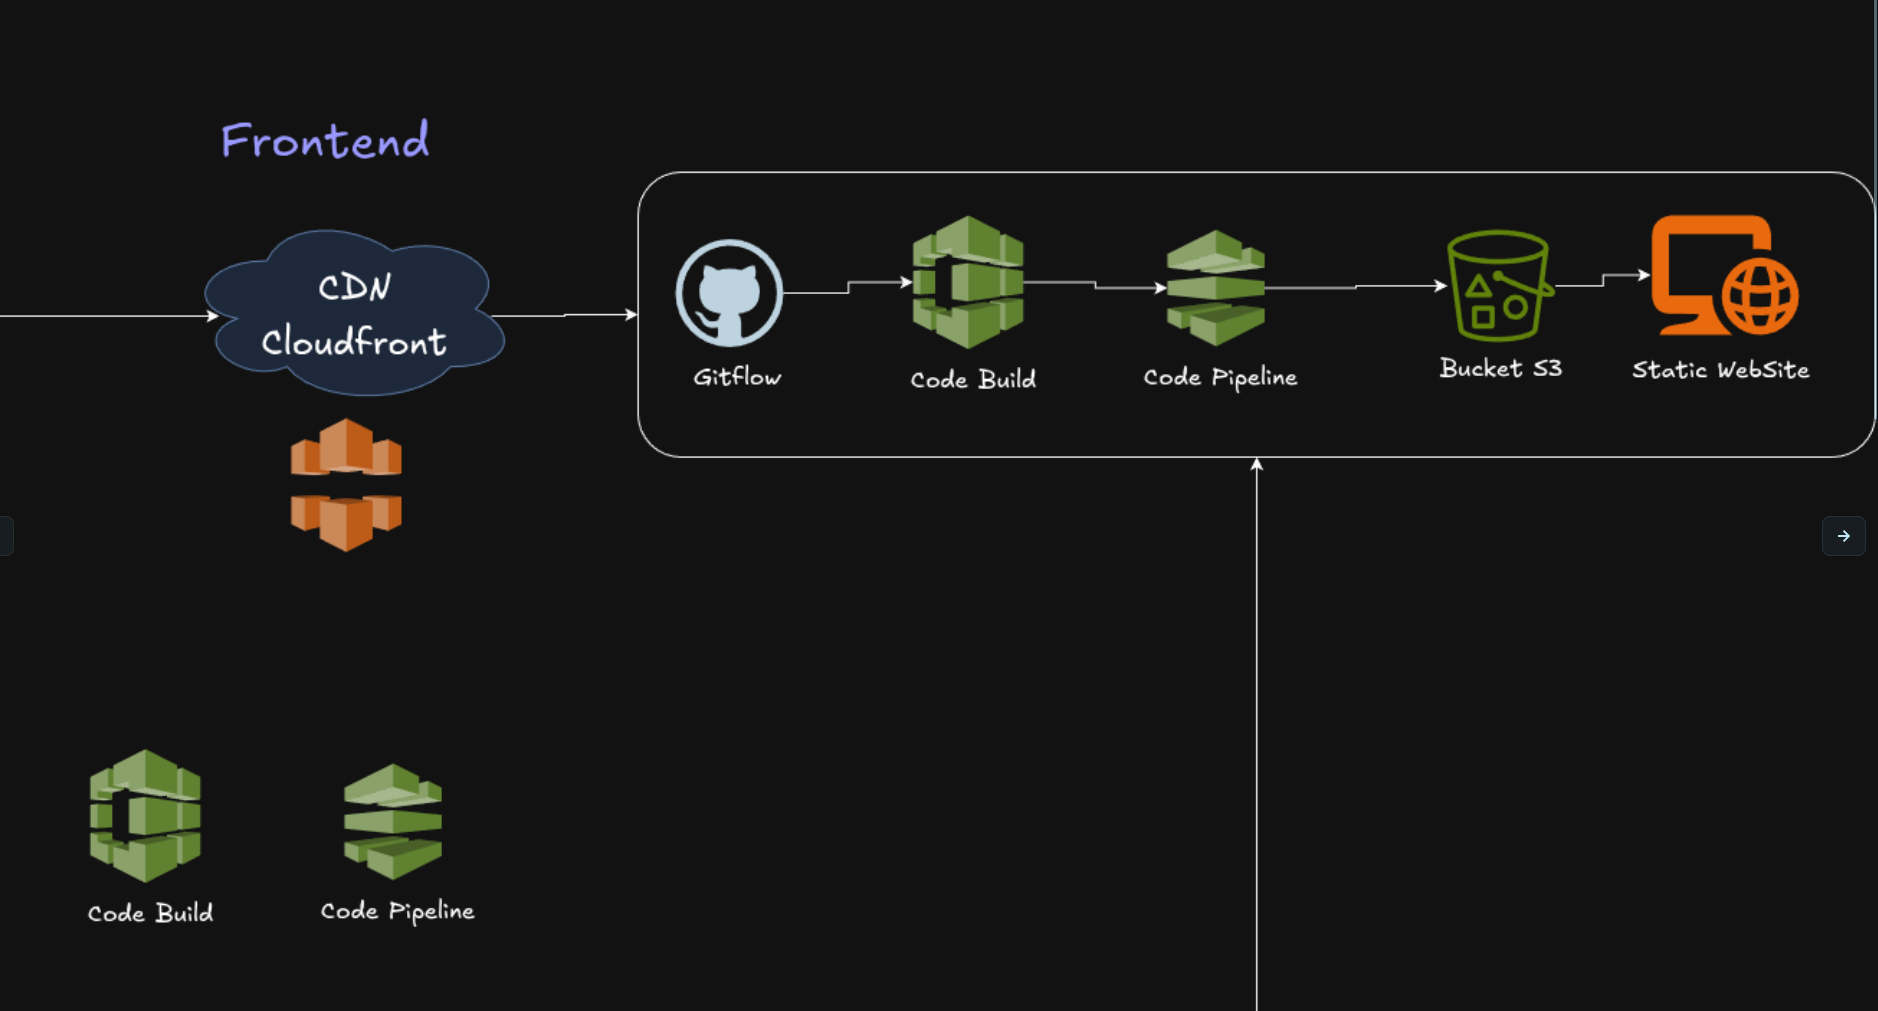 Frontend
CDN
Cloudfront
Gitflow
Code Build
Code Pipeline
Bucket S3
Static WebSite
Code Build
Code Pipeline